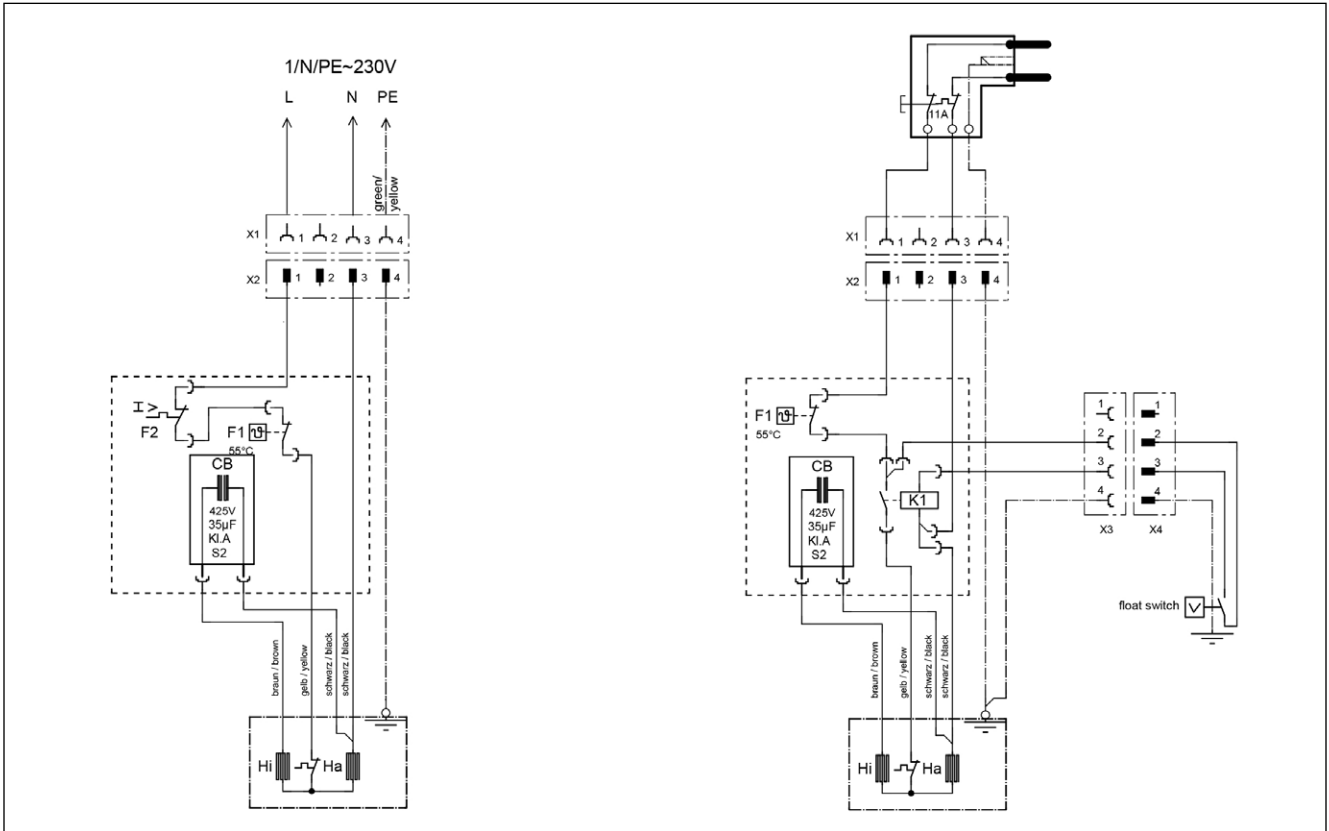 1/N/PE~230V
L N PE
green/
yellow
X1 1 2 3 4
X2 1 2 3 4
F2
F1
55°C
CB
425V
35µF
Kl.A
S2
braun / brown
gelb / yellow
schwarz / black
schwarz / black
Hi Ha
11A
X1 1 2 3 4
X2 1 2 3 4
F1
55°C
CB
425V
35µF
Kl.A
S2
K1
1 1
2 2
3 3
4 4
X3 X4
float switch
braun / brown
gelb / yellow
schwarz / black
schwarz / black
Hi Ha